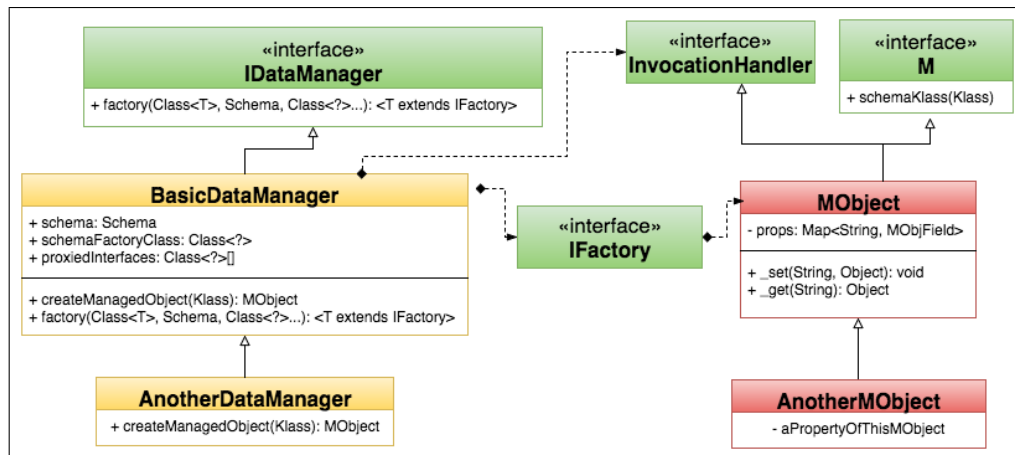 «interface»
IDataManager
+ factory(Class<T>, Schema, Class<?>...): <T extends IFactory>
«interface»
InvocationHandler
«interface»
M
+ schemaKlass(Klass)
BasicDataManager
+ schema: Schema
+ schemaFactoryClass: Class<?>
+ proxiedInterfaces: Class<?>[]
+ createManagedObject(Klass): MObject
+ factory(Class<T>, Schema, Class<?>...): <T extends IFactory>
«interface»
IFactory
MObject
- props: Map<String, MObjField>
+ _set(String, Object): void
+ _get(String): Object
AnotherDataManager
+ createManagedObject(Klass): MObject
AnotherMObject
- aPropertyOfThisMObject